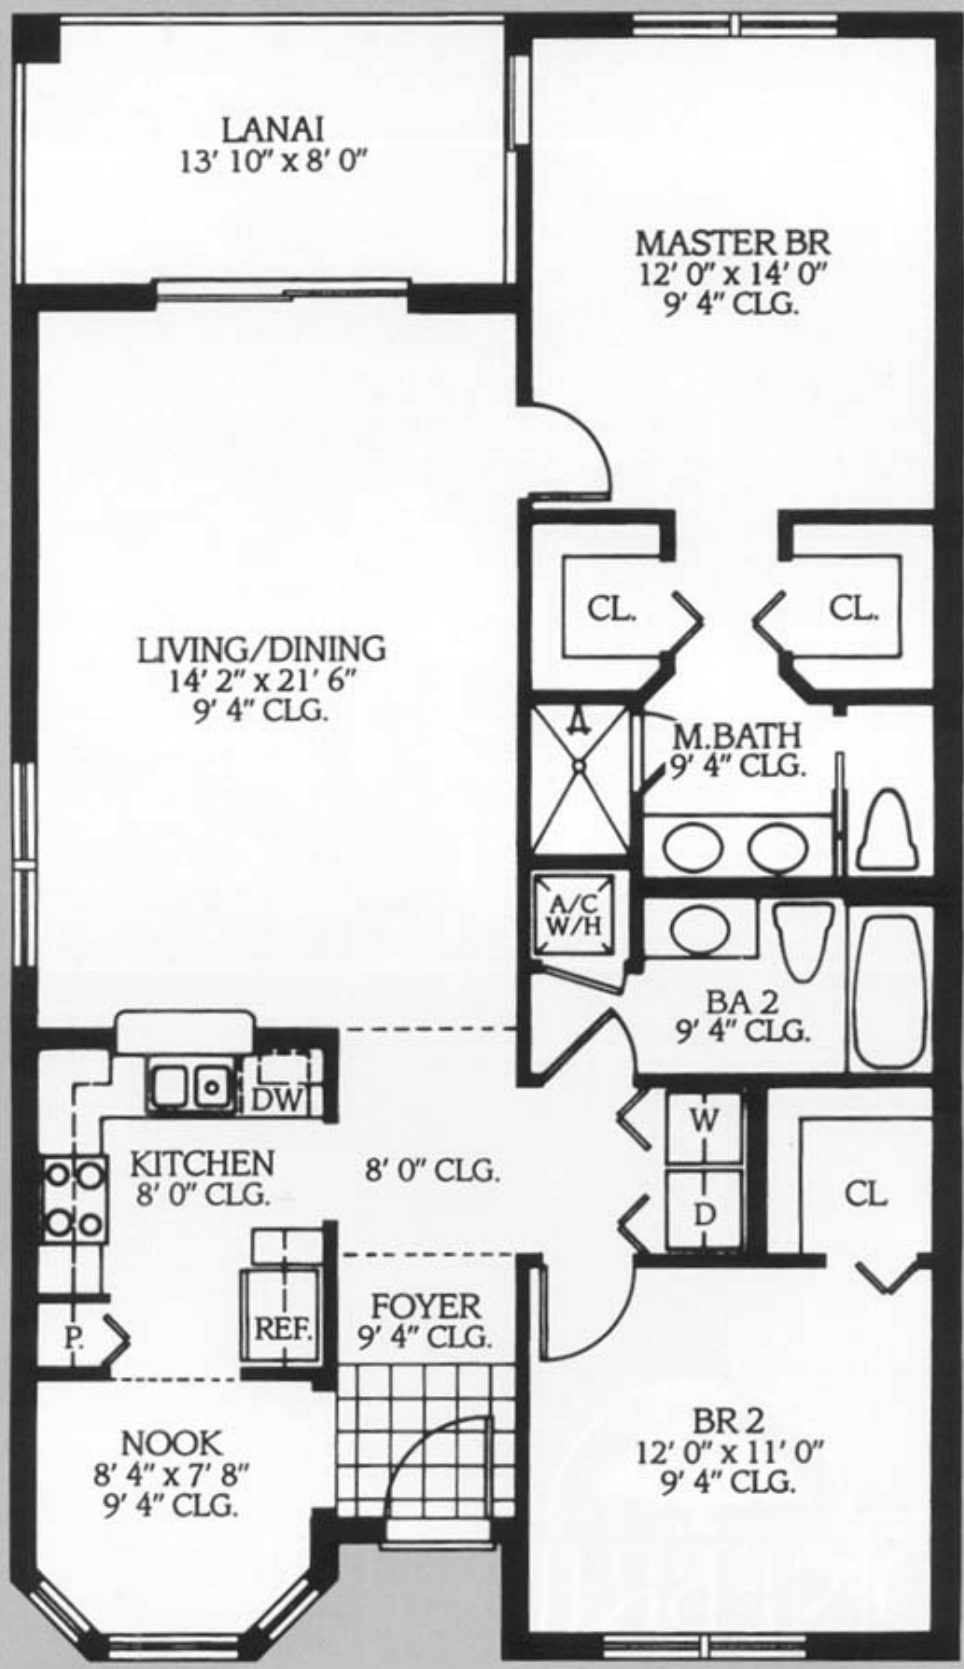 LANAI
13' 10" x 8' 0"
MASTER BR
12' 0" x 14' 0"
9' 4" CLG.
CL.
CL.
LIVING/DINING
14' 2" x 21' 6"
9' 4" CLG.
M.BATH
9' 4" CLG.
A/C
W/H
BA 2
9' 4" CLG.
DW
W
KITCHEN
8' 0" CLG.
8' 0" CLG.
CL
D
FOYER
9' 4" CLG.
P.
REF.
NOOK
8' 4" x 7' 8"
9' 4" CLG.
BR 2
12' 0" x 11' 0"
9' 4" CLG.